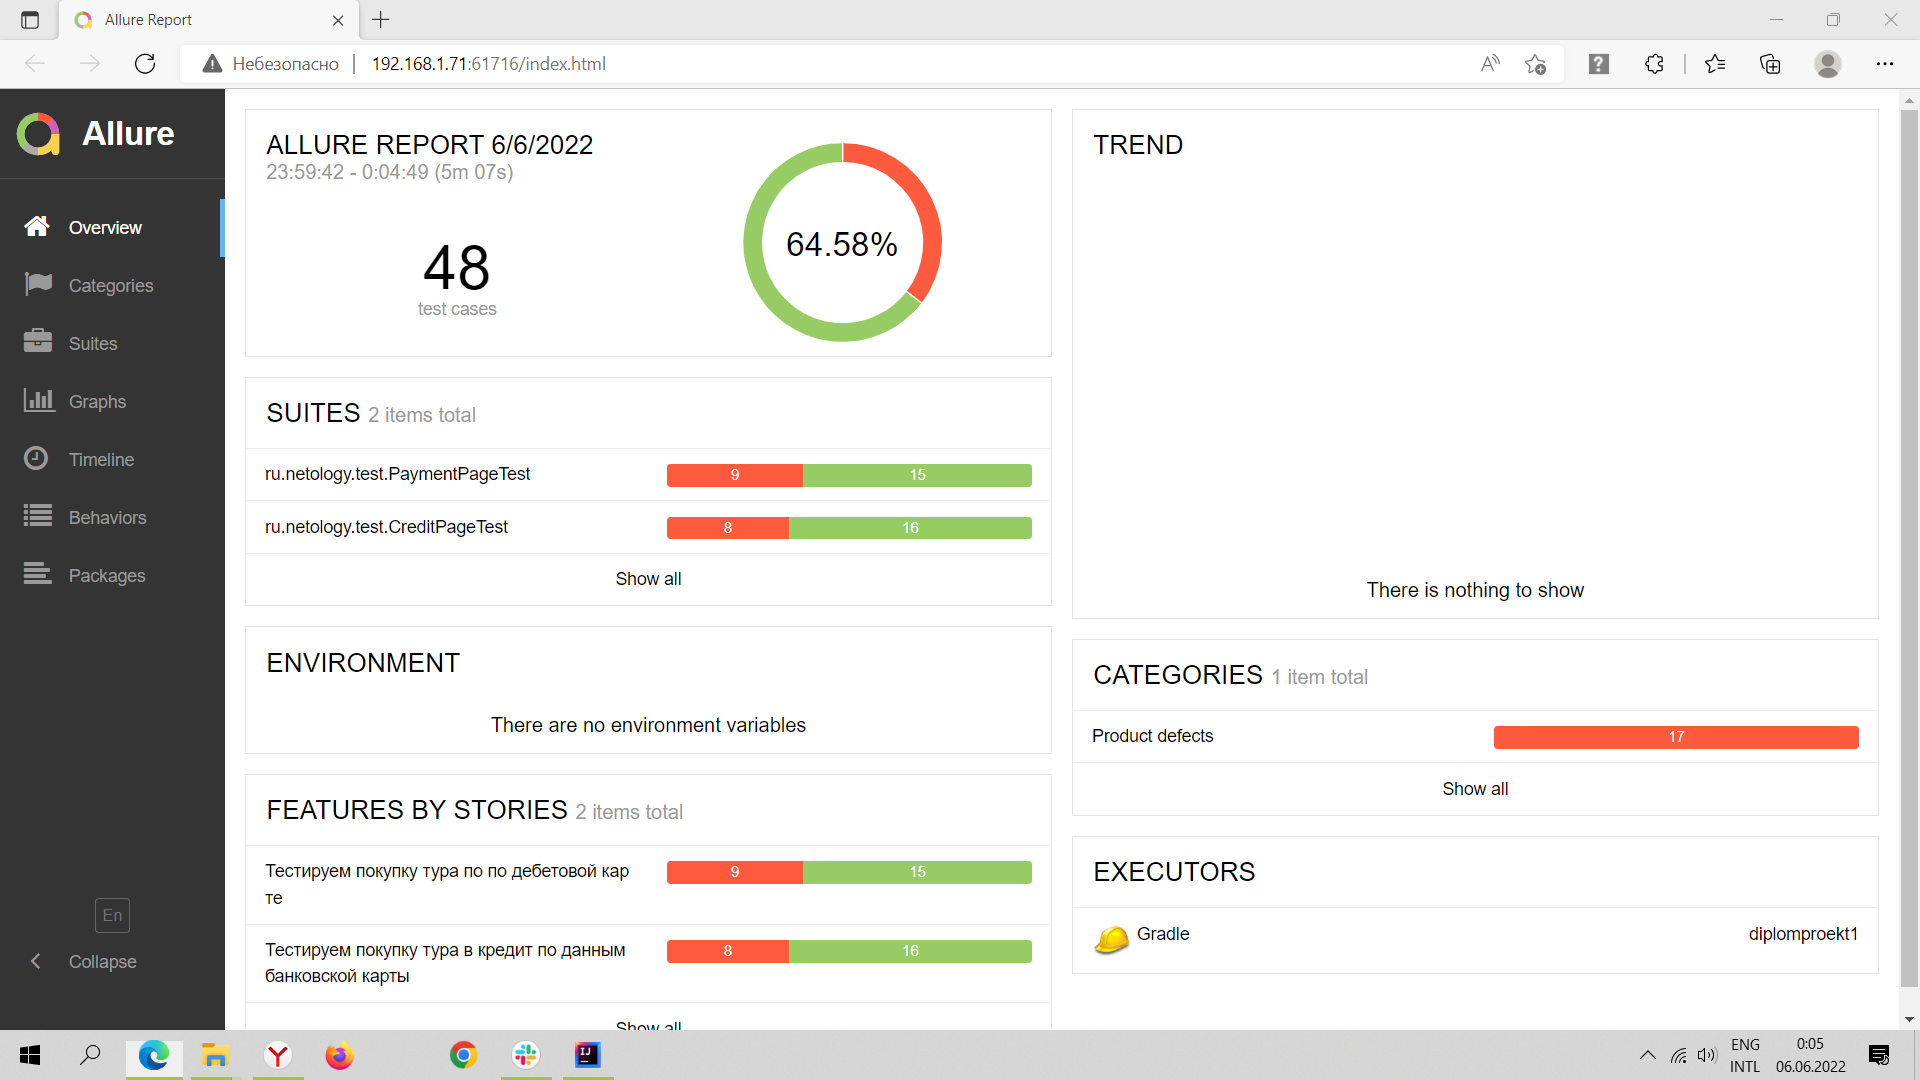 Allure Report
Небезопасно
192.168.1.71:61716/index.html
Allure
Overview
Categories
Suites
Graphs
Timeline
Behaviors
Packages
En
Collapse
ALLURE REPORT 6/6/2022
23:59:42 - 0:04:49 (5m 07s)
48
test cases
64.58%
SUITES 2 items total
ru.netology.test.PaymentPageTest 9 15
ru.netology.test.CreditPageTest 8 16
Show all
ENVIRONMENT
There are no environment variables
FEATURES BY STORIES 2 items total
Тестируем покупку тура по по дебетовой кар
те
9 15
Тестируем покупку тура в кредит по данным
банковской карты
8 16
Show all
TREND
There is nothing to show
CATEGORIES 1 item total
Product defects 17
Show all
EXECUTORS
Gradle diplomproekt1
ENG
INTL
0:05
06.06.2022